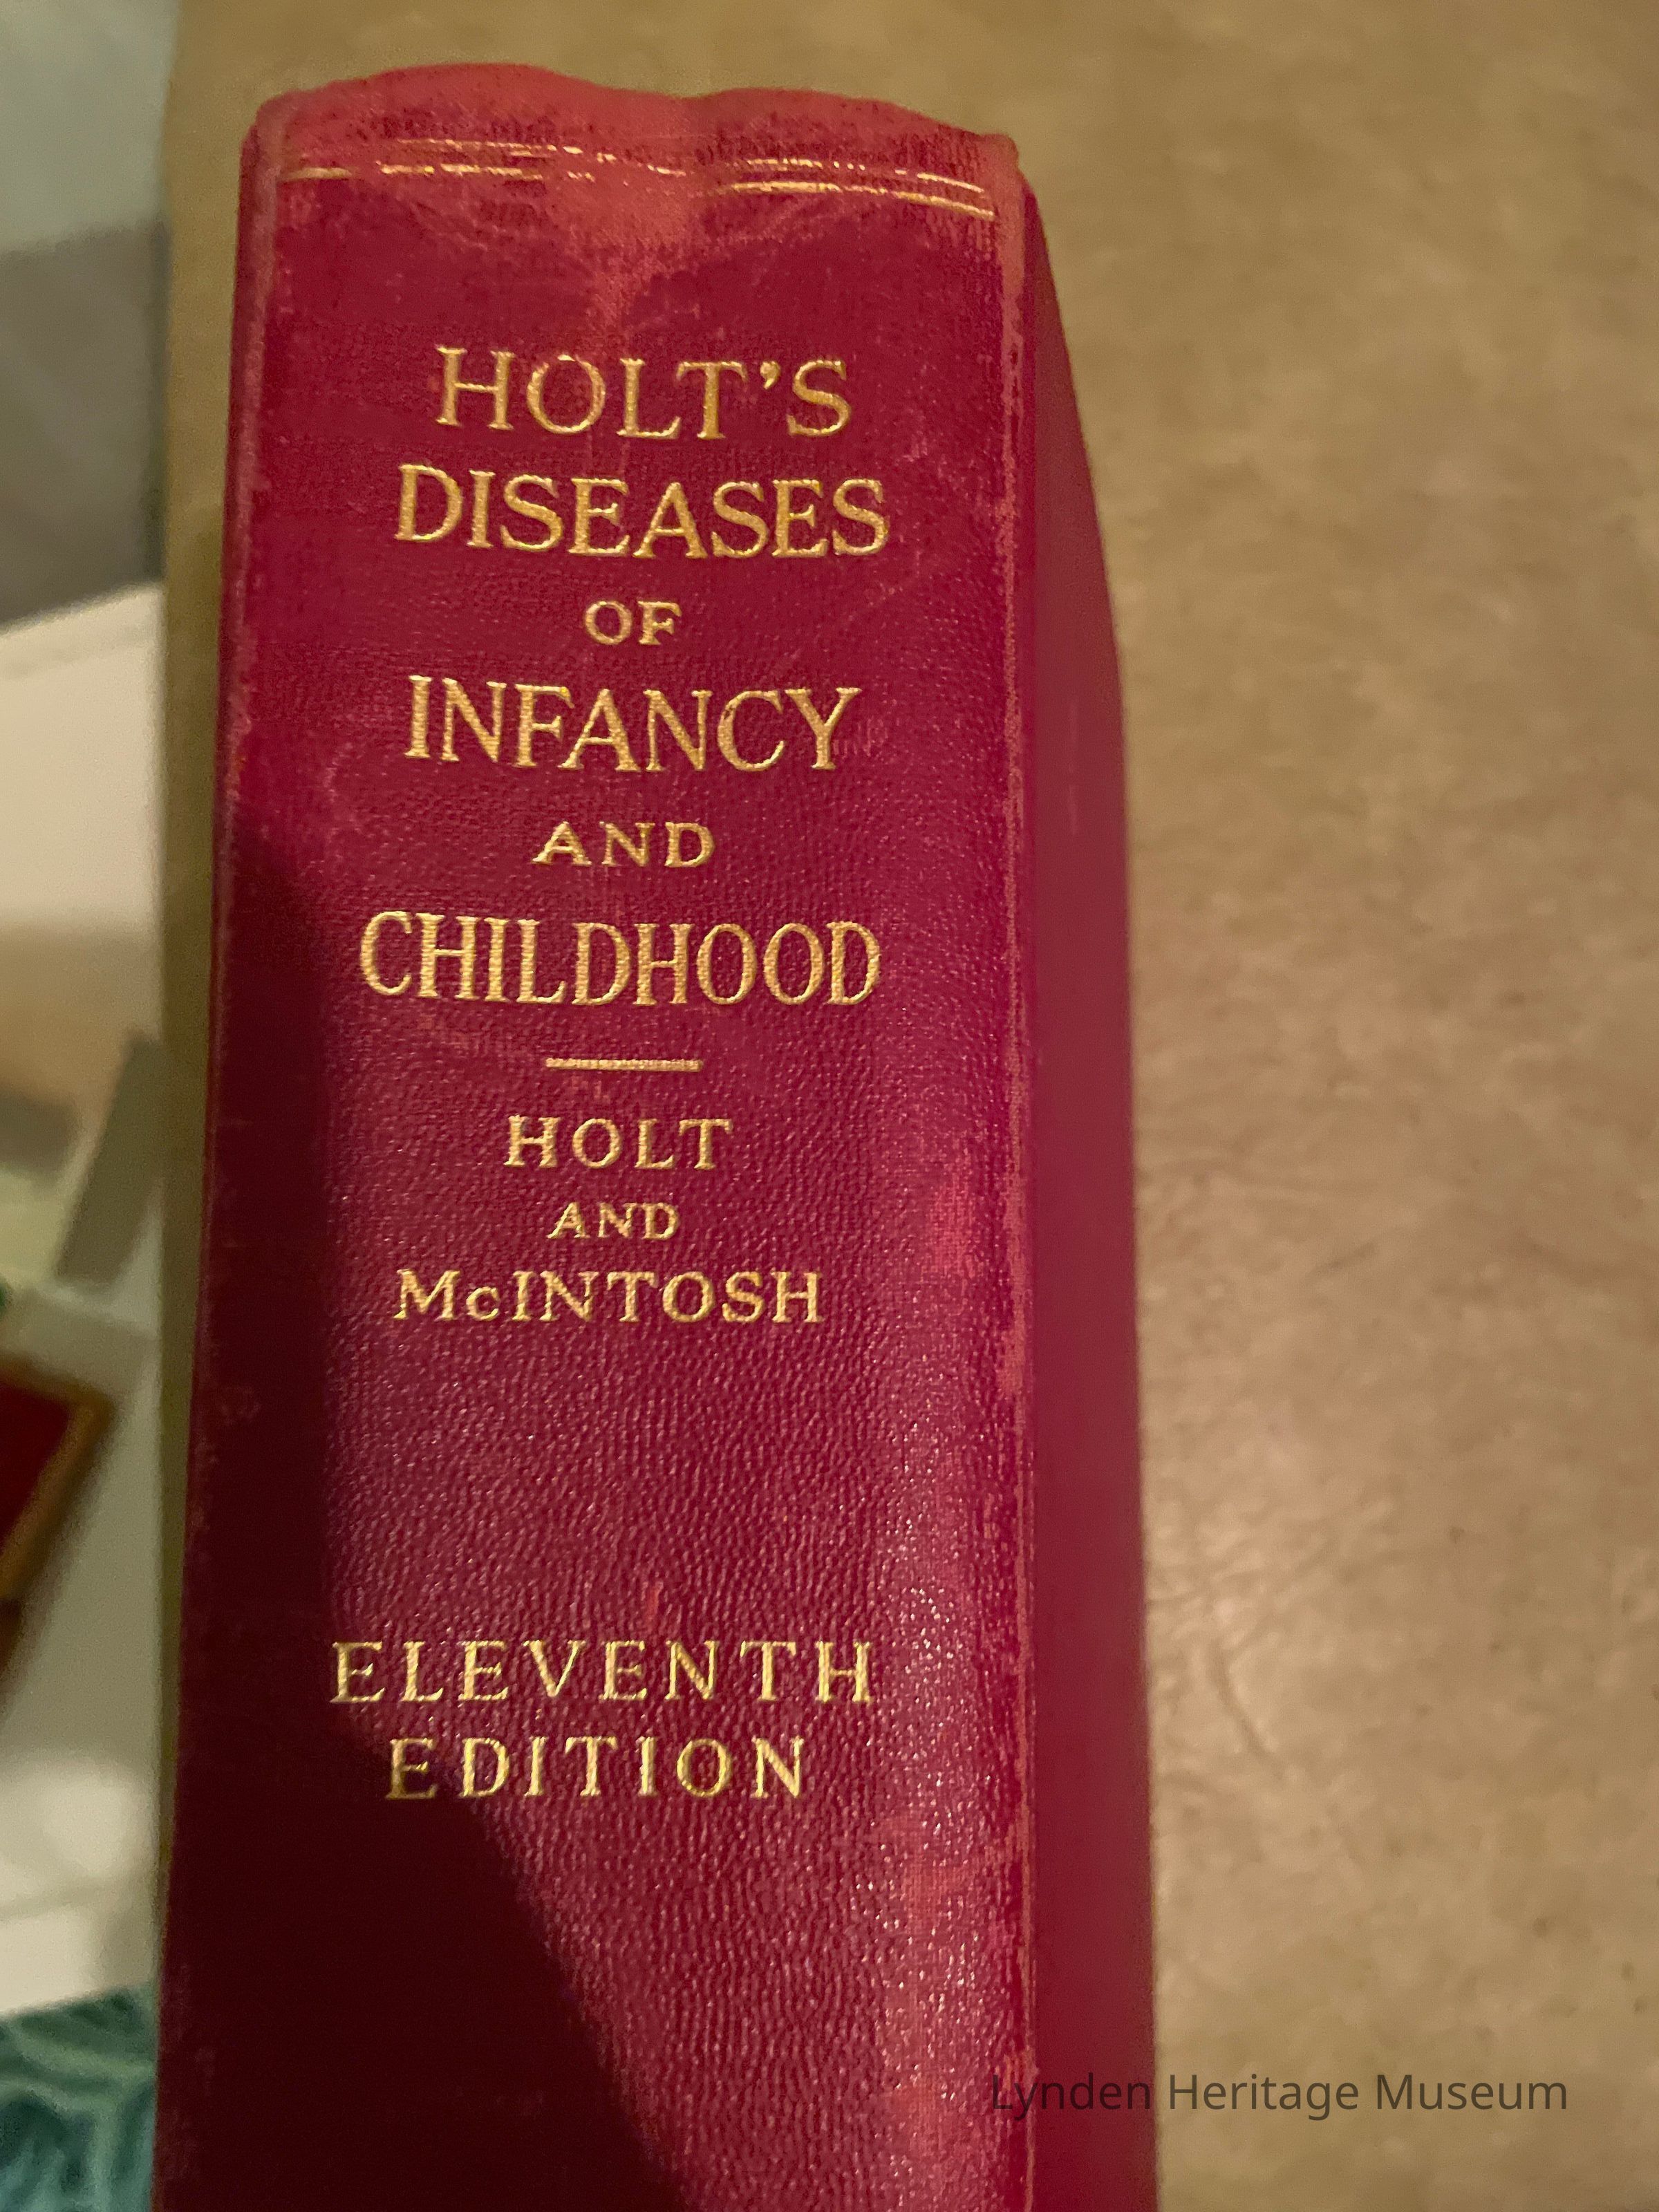 HOLT'S
DISEASES
OF
INFANCY
AND
CHILDHOOD
HOLT
AND
McINTOSH
ELEVENTH
EDITION
Lynden Heritage Museum